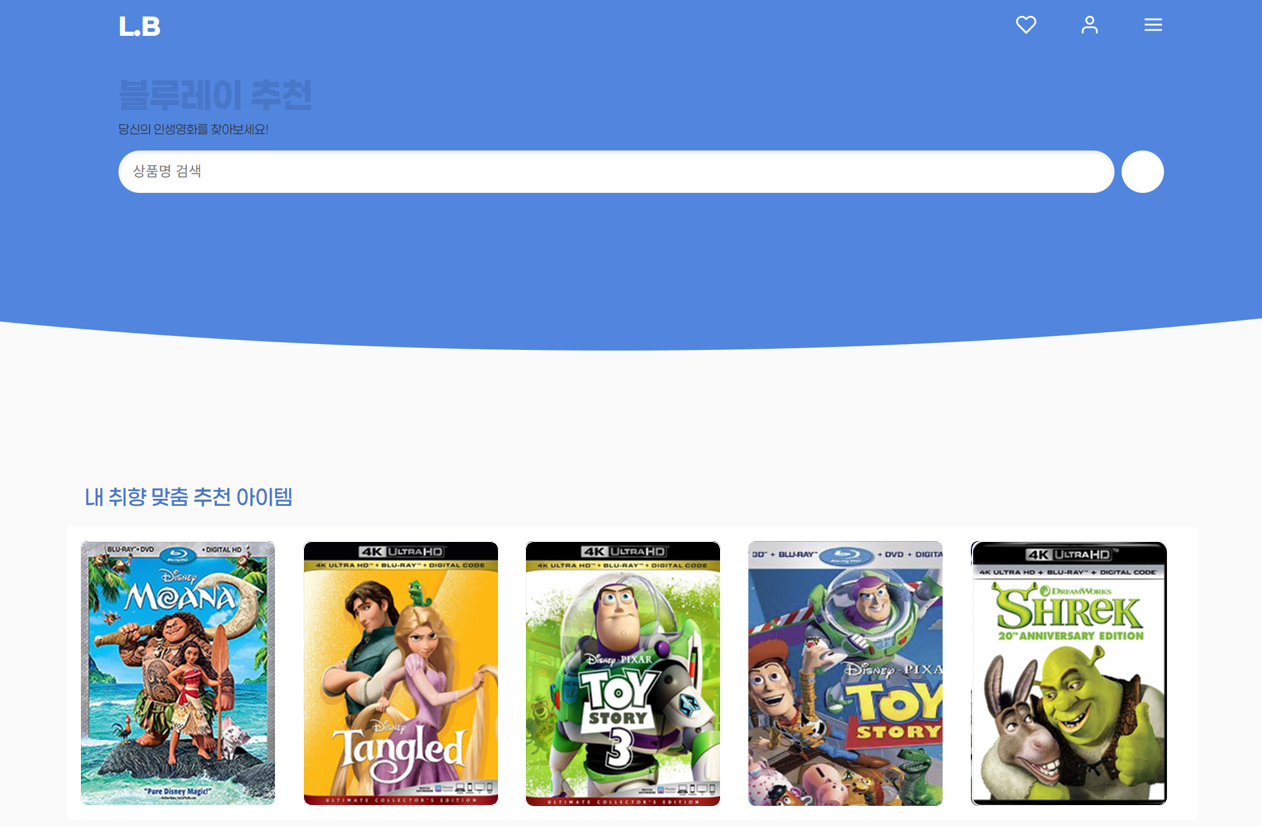 L.B
블루레이 추천
당신의 인생영화를 찾아보세요!
상품명 검색
내 취향 맞춤 추천 아이템
BLU-RAY + DVD
+ DIGITAL HD
Disney
MOANA
"Pure Disney Magic!"
4K ULTRA HD
4K ULTRA HD + BLU-RAY + DIGITAL CODE
Disney
Tangled
ULTIMATE COLLECTOR'S EDITION
4K ULTRA HD
4K ULTRA HD + BLU-RAY + DIGITAL CODE
Disney · PIXAR
TOY
STORY
3
ULTIMATE COLLECTOR'S EDITION
3D + BLU-RAY
+ DVD + DIGITA
Disney · PIXA
TOY
STORY
4K ULTRA HD™
4K ULTRA HD + BLU-RAY + DIGITAL CODE
DREAMWORKS
SHREK
20TH ANNIVERSARY EDITION